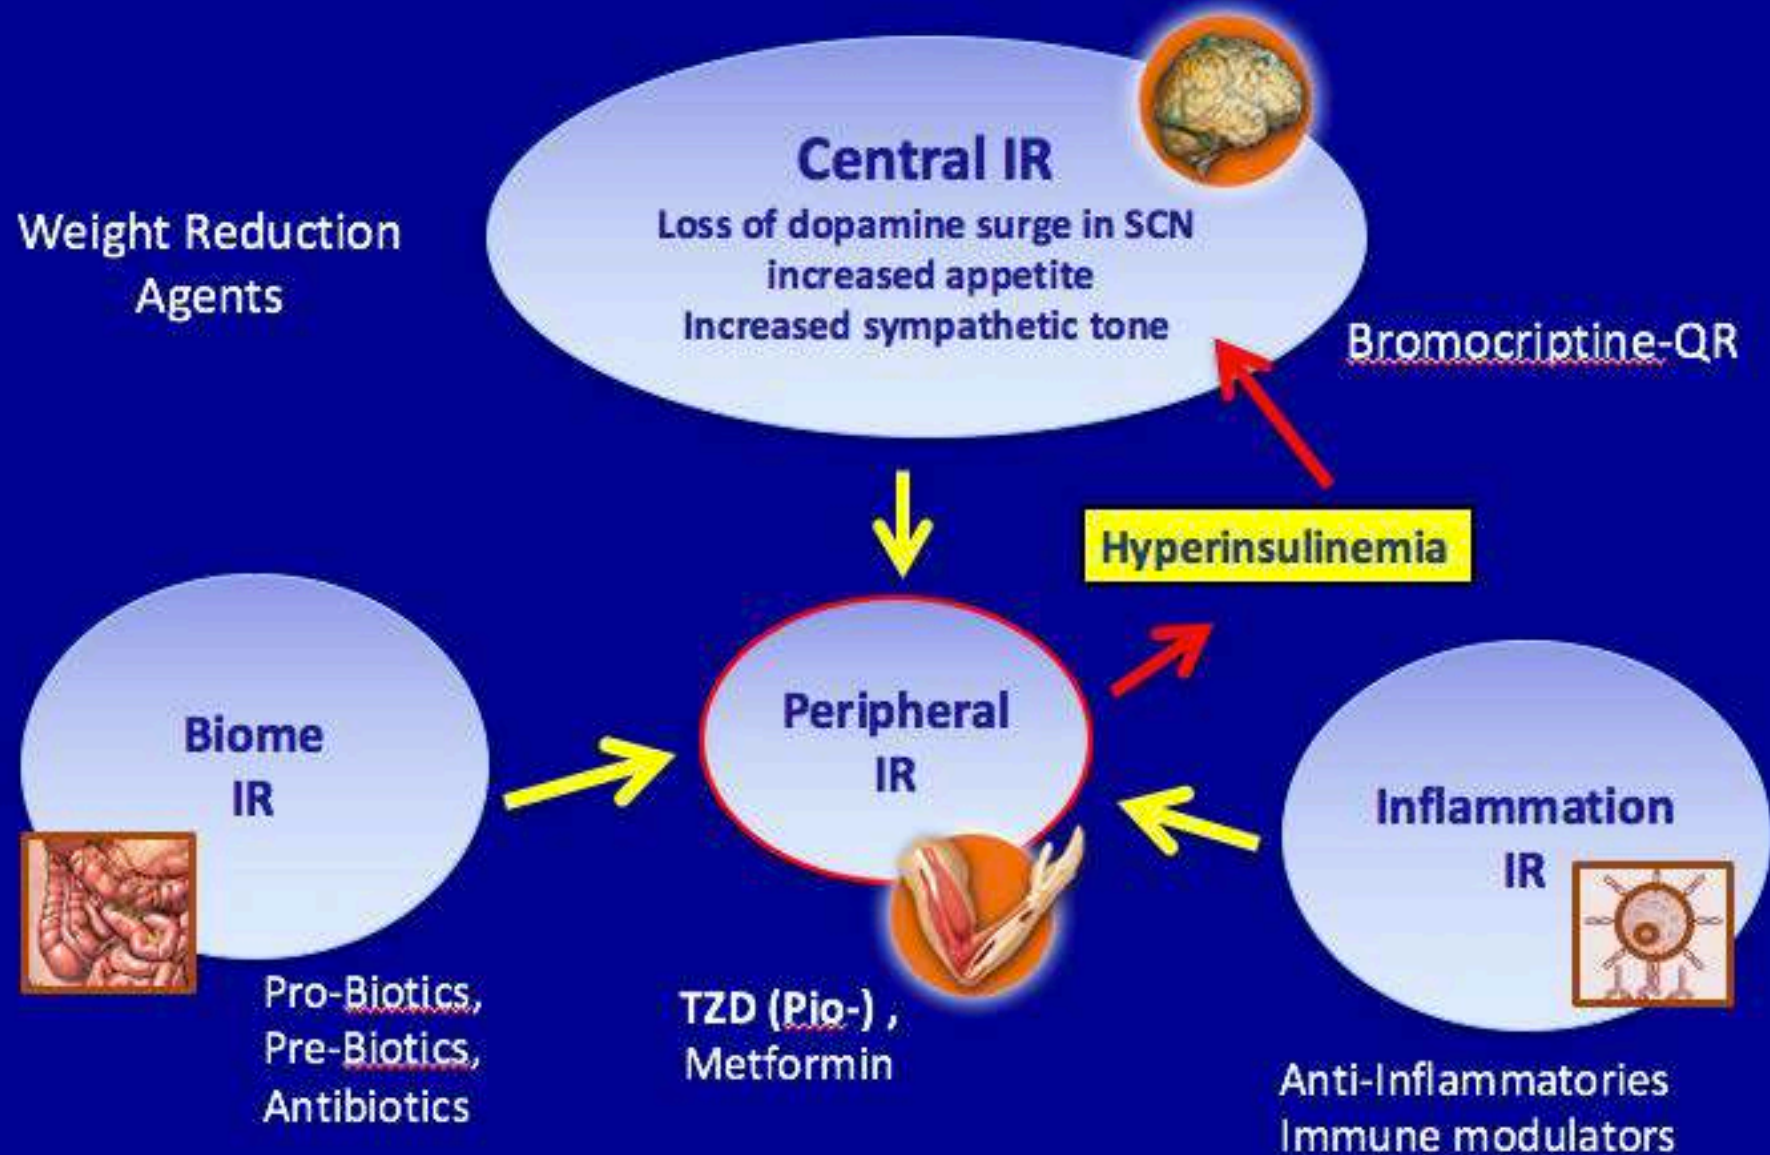 Central IR
Loss of dopamine surge in SCN
increased appetite
Increased sympathetic tone
Weight Reduction
Agents
Bromocriptine-QR
Hyperinsulinemia
Biome
IR
Peripheral
IR
Inflammation
IR
Pro-Biotics,
Pre-Biotics,
Antibiotics
TZD (Pio-) ,
Metformin
Anti-Inflammatories
Immune modulators